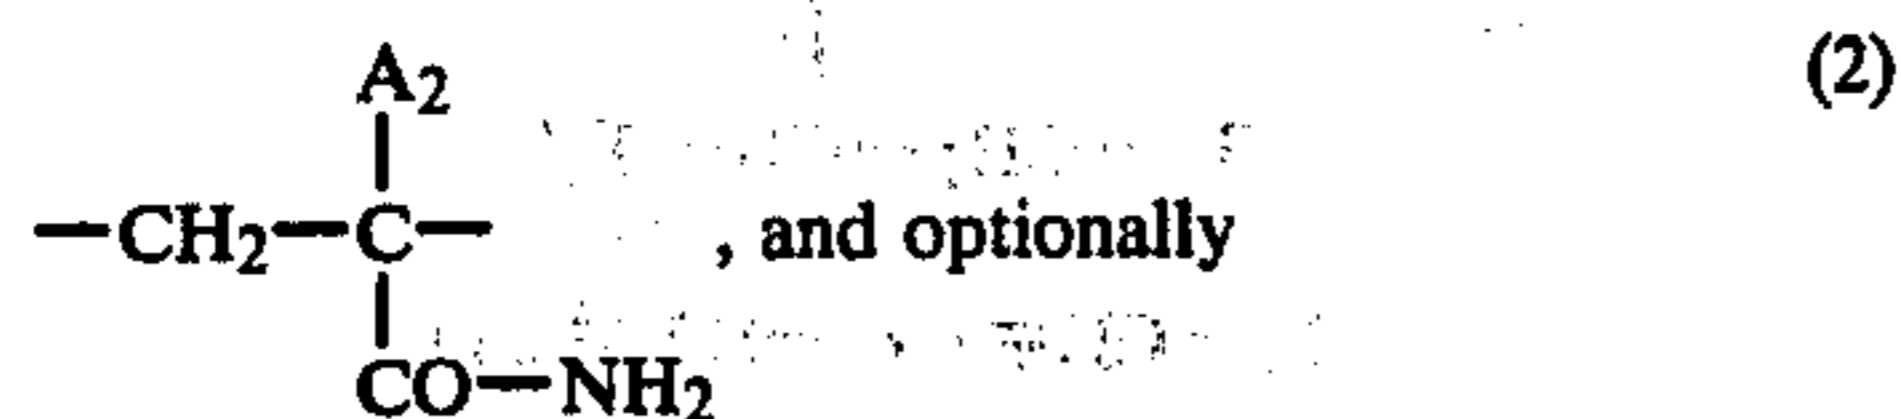 A2 (2)
—CH2—C— , and optionally
CO—NH2